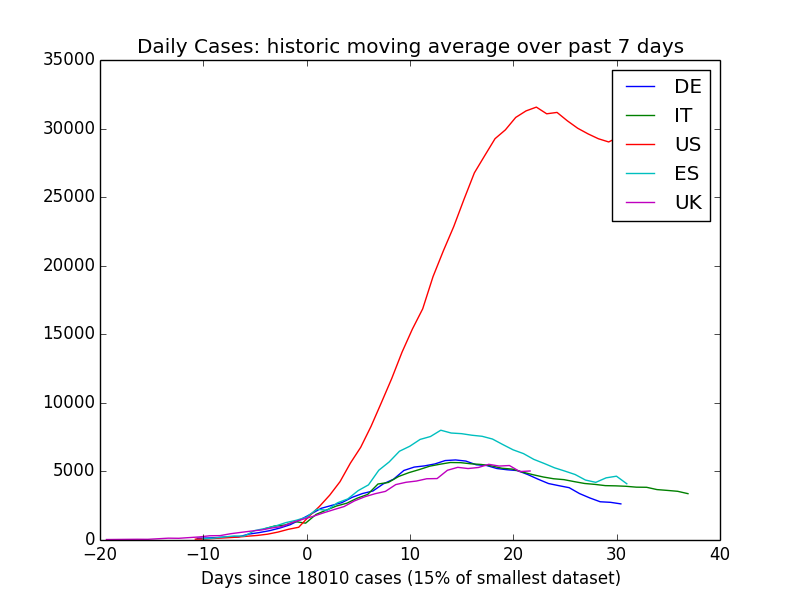 Daily Cases: historic moving average over past 7 days
35000
30000
25000
20000
15000
10000
5000
0
DE
IT
US
ES
UK
−20 −10 0 10 20 30 40
Days since 18010 cases (15% of smallest dataset)